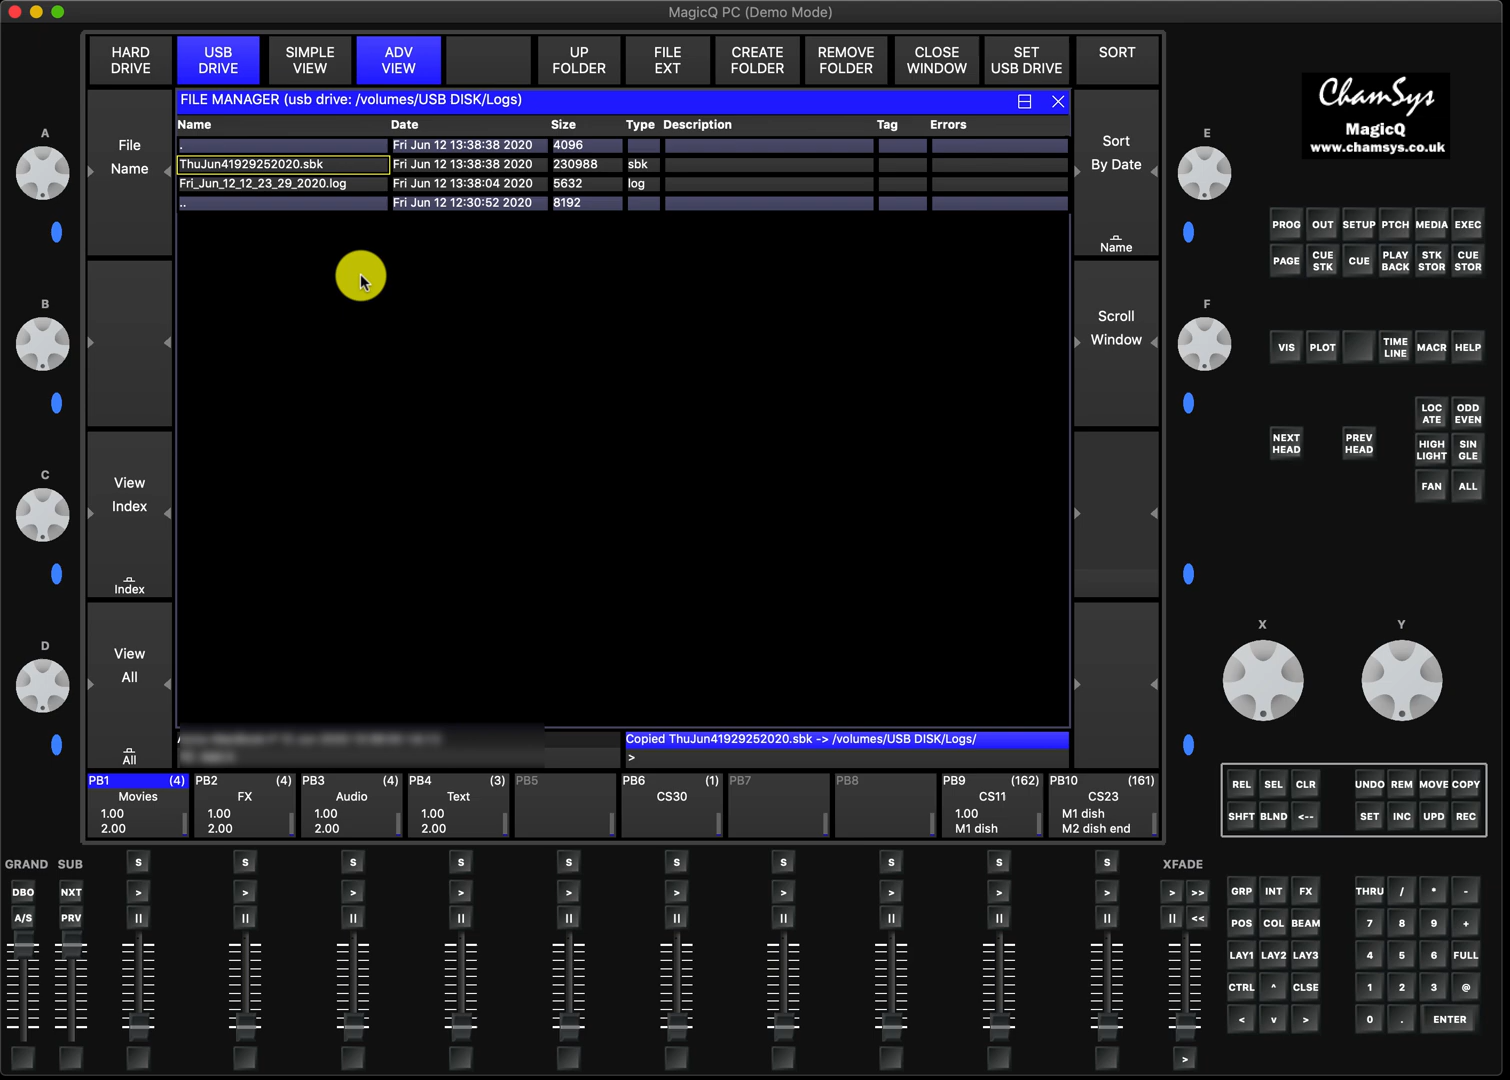 MagicQ PC (Demo Mode)
HARD DRIVE
USB DRIVE
SIMPLE VIEW
ADV VIEW
UP FOLDER
FILE EXT
CREATE FOLDER
REMOVE FOLDER
CLOSE WINDOW
SET USB DRIVE
SORT
FILE MANAGER (usb drive: /volumes/USB DISK/Logs)
Name Date Size Type Description Tag Errors
. Fri Jun 12 13:38:38 2020 4096
ThuJun41929252020.sbk Fri Jun 12 13:38:38 2020 230988 sbk
Fri_Jun_12_12_23_29_2020.log Fri Jun 12 13:38:04 2020 5632 log
.. Fri Jun 12 12:30:52 2020 8192
A
File
Name
B
C
View
Index
Index
D
View
All
All
Sort
By Date
Name
Scroll
Window
E
F
Copied ThuJun41929252020.sbk -> /volumes/USB DISK/Logs/
>
PB1 (4) PB2 (4) PB3 (4) PB4 (3) PB5 PB6 (1) PB7 PB8 PB9 (162) PB10 (161)
Movies FX Audio Text CS30 CS11 CS23
1.00 1.00 1.00 1.00 1.00 M1 dish
2.00 2.00 2.00 2.00 M1 dish M2 dish end
ChamSys
MagicQ
www.chamsys.co.uk
PROG OUT SETUP PTCH MEDIA EXEC
PAGE CUE STK CUE PLAY BACK STK STOR CUE STOR
VIS PLOT TIME LINE MACR HELP
LOC ATE ODD EVEN
NEXT HEAD PREV HEAD HIGH LIGHT SIN GLE
FAN ALL
X Y
REL SEL CLR UNDO REM MOVE COPY
SHFT BLND <-- SET INC UPD REC
GRAND SUB
S S S S S S S S S S
XFADE
DBO NXT > > > > > > > > > > > >>
A/S PRV II II II II II II II II II II II <<
>
GRP INT FX THRU / * -
POS COL BEAM 7 8 9 +
LAY1 LAY2 LAY3 4 5 6 FULL
CTRL ^ CLSE 1 2 3 @
< v > 0 . ENTER